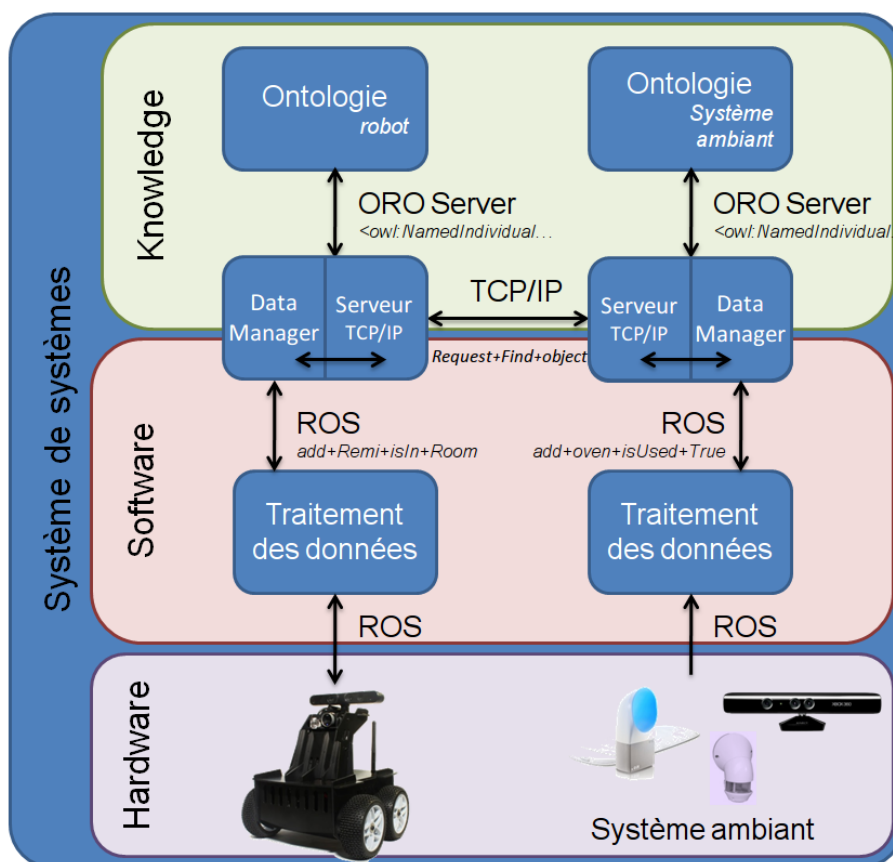 Système de systèmes
Knowledge
Ontologie
robot
Ontologie
Système
ambiant
ORO Server
<owl:NamedIndividual...
ORO Server
<owl:NamedIndividual.
Data
Manager
Serveur
TCP/IP
TCP/IP
Request+Find+object
Serveur
TCP/IP
Data
Manager
Software
ROS
add+Remi+isIn+Room
ROS
add+oven+isUsed+True
Traitement
des données
Traitement
des données
ROS
ROS
Hardware
Système ambiant